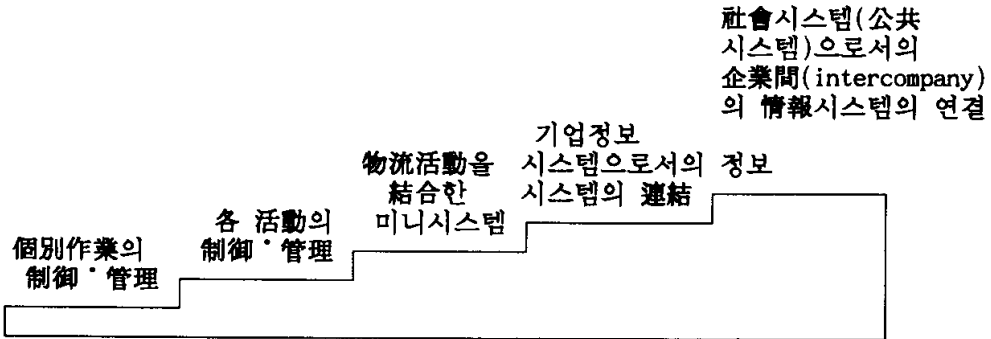 社會시스템(公共
시스템)으로서의
企業間(intercompany)
의 情報시스템의 연결
기업정보
시스템으로서의 정보
시스템의 連結
物流活動을
結合한
미니시스템
各 活動의
制御·管理
個別作業의
制御·管理